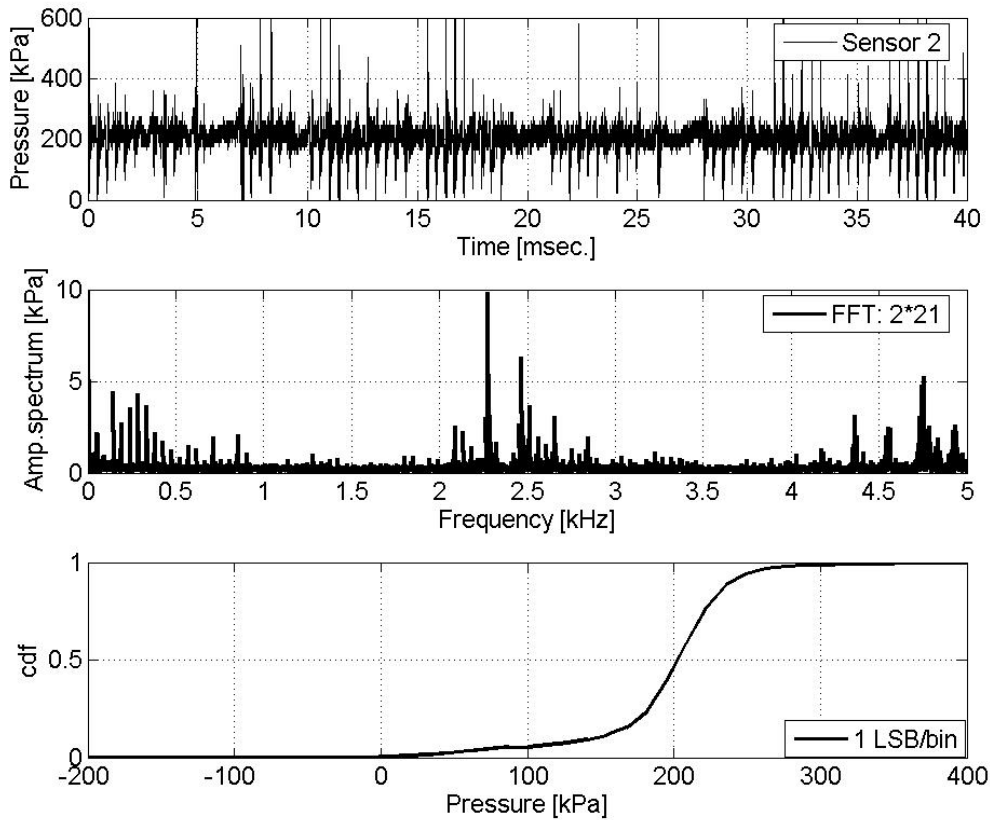 600
400
200
0
Pressure [kPa]
Sensor 2
0 5 10 15 20 25 30 35 40
Time [msec.]
10
5
0
Amp.spectrum [kPa]
FFT: 2*21
0 0.5 1 1.5 2 2.5 3 3.5 4 4.5 5
Frequency [kHz]
1
0.5
0
cdf
1 LSB/bin
-200 -100 0 100 200 300 400
Pressure [kPa]